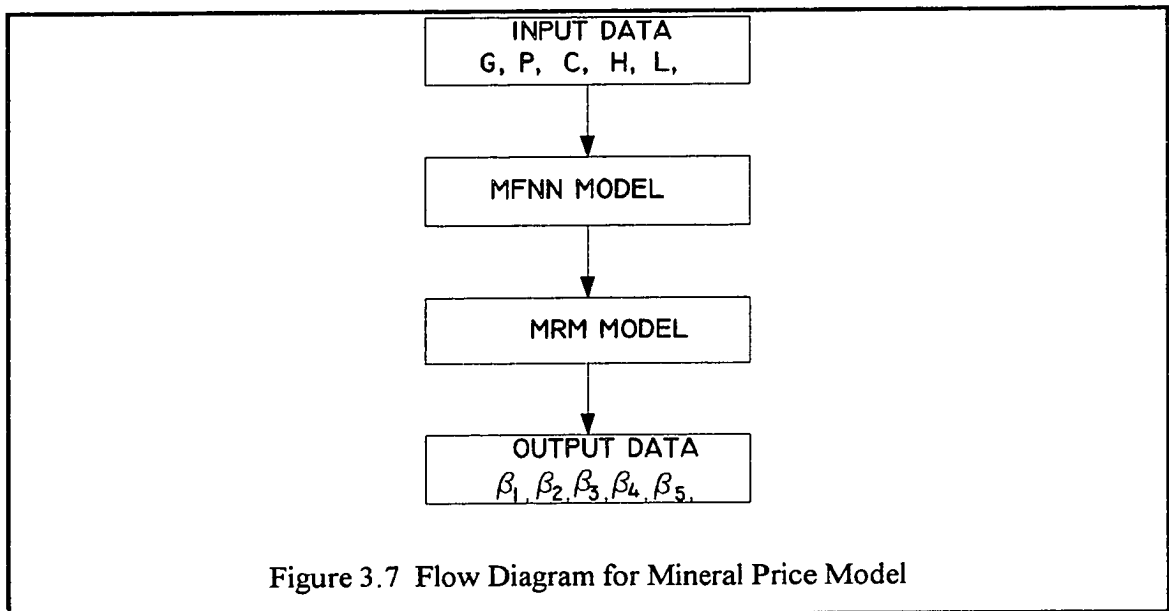 INPUT DATA
G, P, C, H, L,
MFNN MODEL
MRM MODEL
OUTPUT DATA
β₁, β₂, β₃, β₄, β₅,
Figure 3.7 Flow Diagram for Mineral Price Model